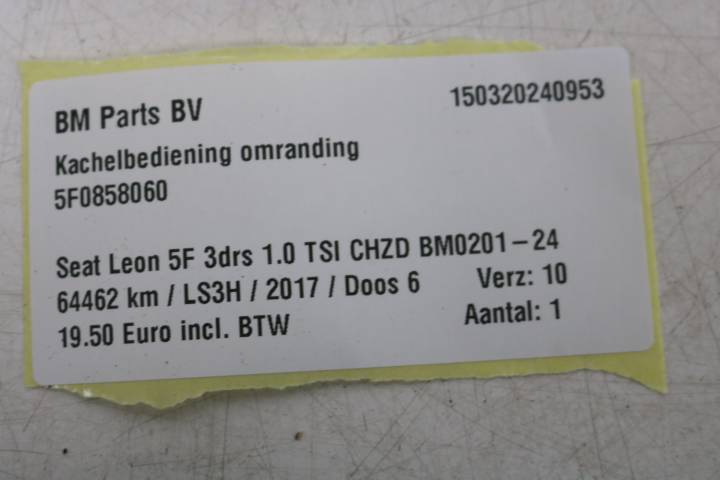 BM Parts BV 150320240953
Kachelbediening omranding
5F0858060
Seat Leon 5F 3drs 1.0 TSI CHZD BM0201-24
64462 km / LS3H / 2017 / Doos 6 Verz: 10
19.50 Euro incl. BTW Aantal: 1